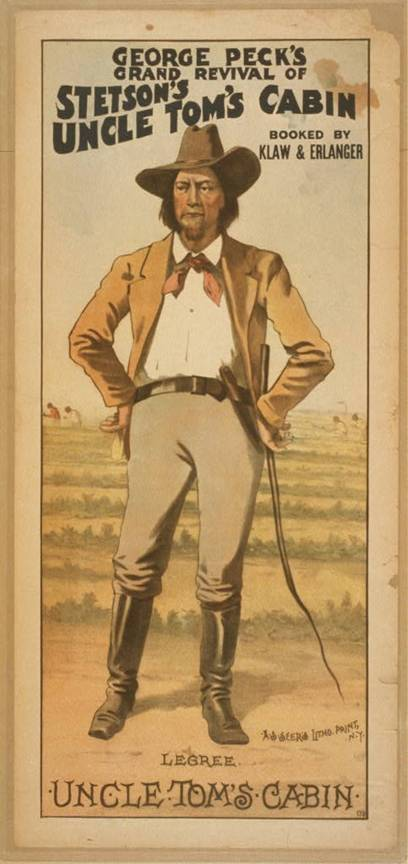 GEORGE PECK'S
GRAND REVIVAL OF
STETSON'S
UNCLE TOM'S CABIN
BOOKED BY
KLAW & ERLANGER
LITHO. PRINT,
N.Y.
LEGREE.
·UNCLE·TOM'S·CABIN·